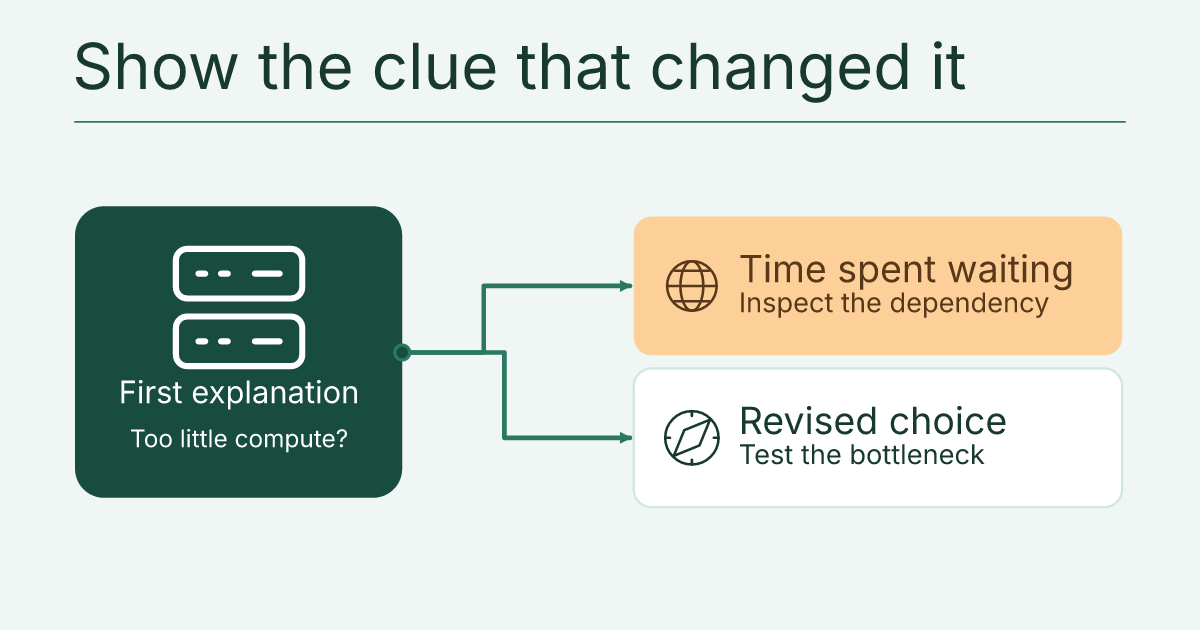 Show the clue that changed it
First explanation
Too little compute?
Time spent waiting
Inspect the dependency
Revised choice
Test the bottleneck